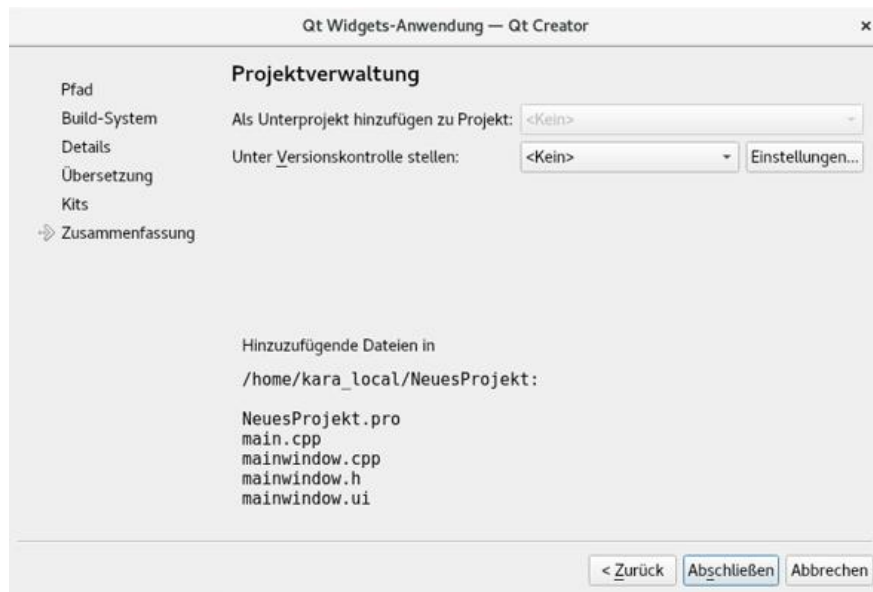 Qt Widgets-Anwendung — Qt Creator
Pfad
Build-System
Details
Übersetzung
Kits
Zusammenfassung
Projektverwaltung
Als Unterprojekt hinzufügen zu Projekt: <Kein>
Unter Versionskontrolle stellen: <Kein> Einstellungen...
Hinzuzufügende Dateien in
/home/kara_local/NeuesProjekt:
NeuesProjekt.pro
main.cpp
mainwindow.cpp
mainwindow.h
mainwindow.ui
< Zurück Abschließen Abbrechen